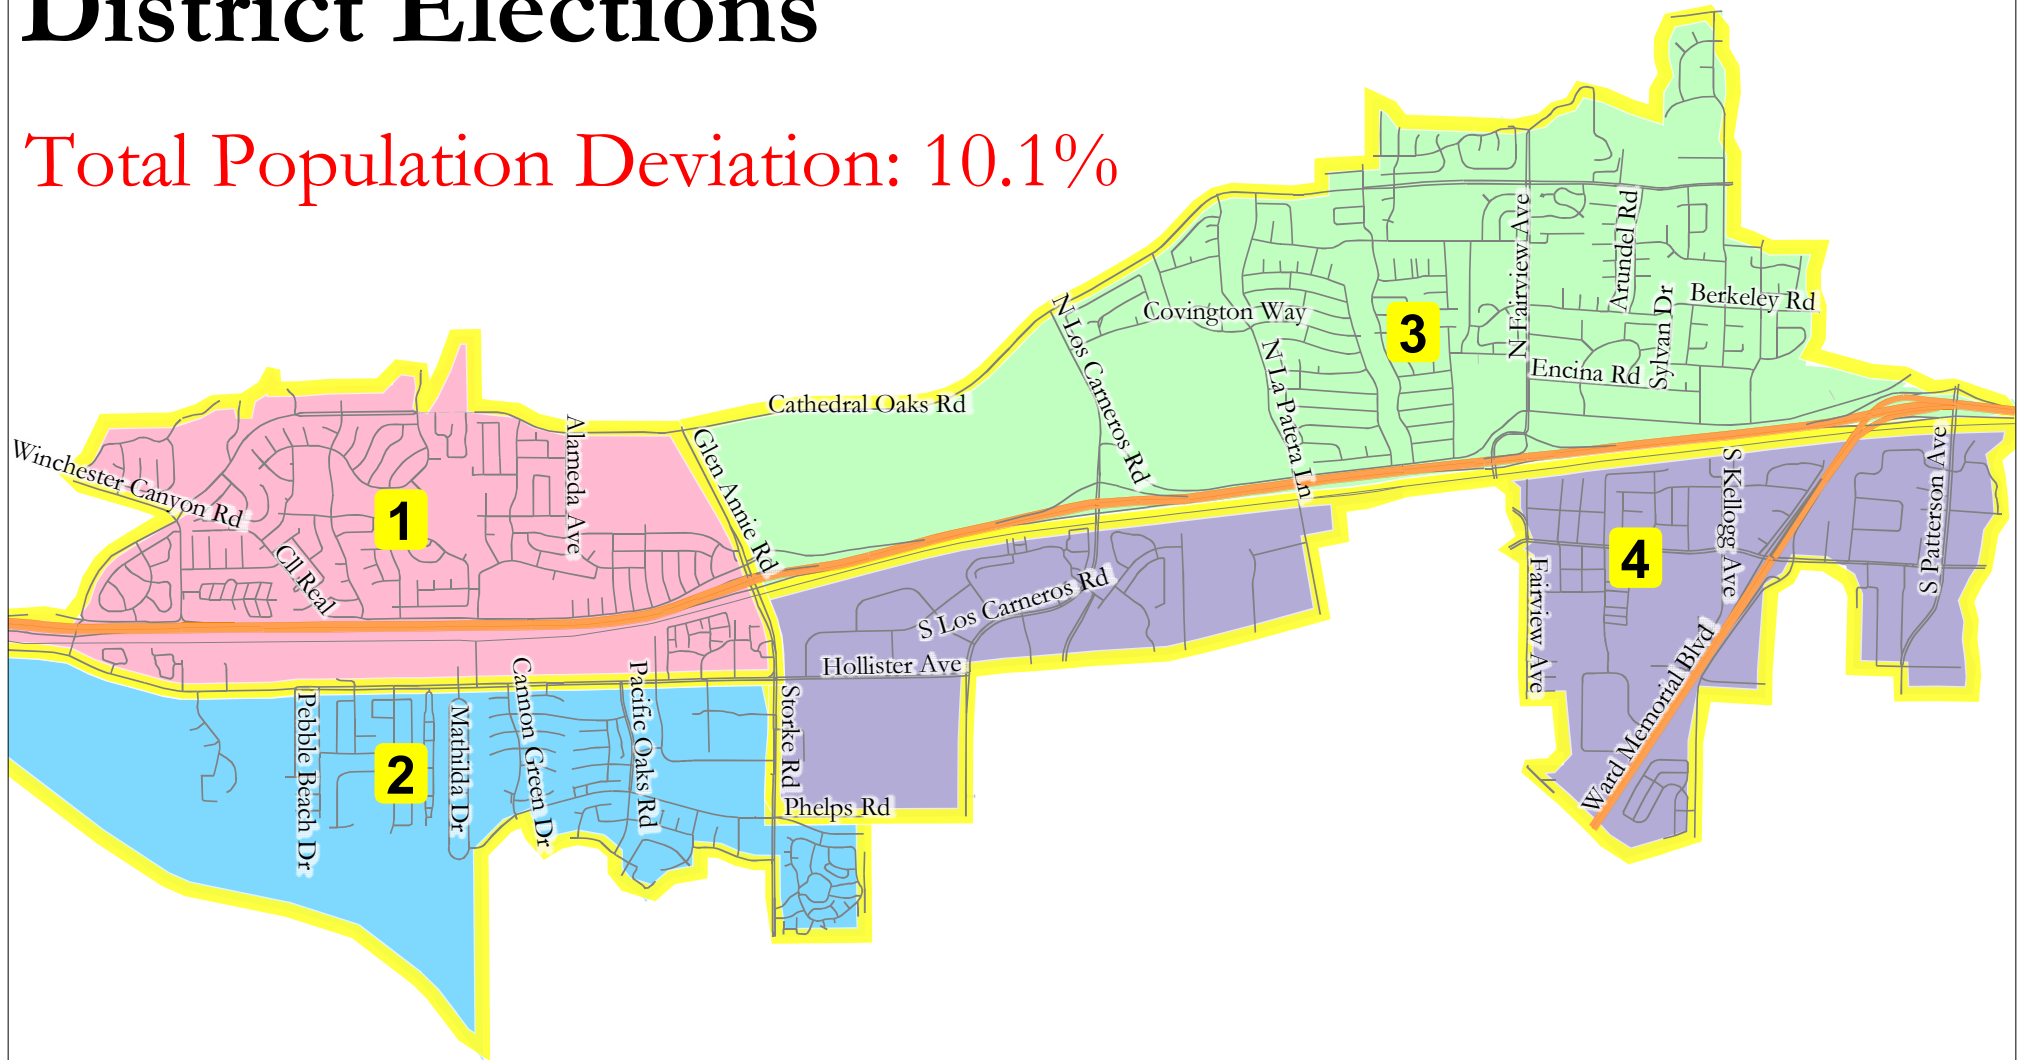 District Elections
Total Population Deviation: 10.1%
N Fairview Ave
Arundel Rd
Sylvan Dr
Berkeley Rd
Covington Way
N Los Carneros Rd
N La Patera Ln
3
Encina Rd
Cathedral Oaks Rd
Glen Annie Rd
Alameda Ave
Winchester Canyon Rd
1
Cll Real
S Kellogg Ave
S Patterson Ave
4
Fairview Ave
S Los Carneros Rd
Ward Memorial Blvd
Hollister Ave
Pebble Beach Dr
Mathilda Dr
Cannon Green Dr
Pacific Oaks Rd
Storke Rd
2
Phelps Rd